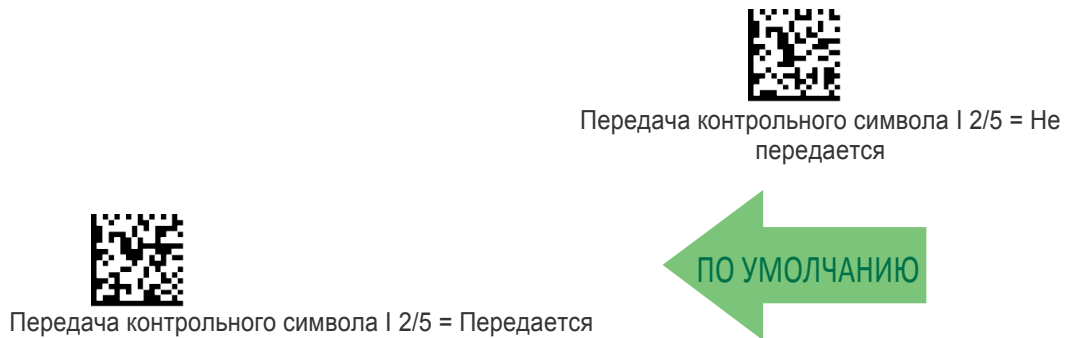 Передача контрольного символа I 2/5 = Не
передается
ПО УМОЛЧАНИЮ
Передача контрольного символа I 2/5 = Передается